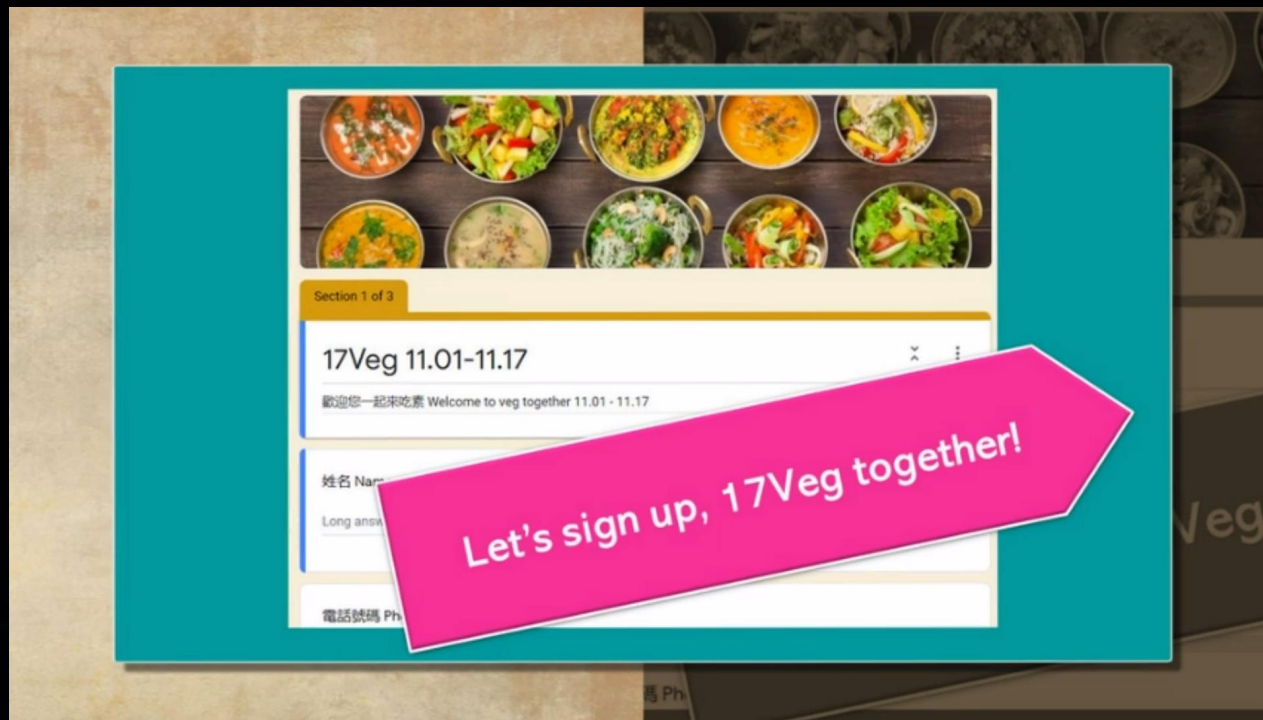 Section 1 of 3
17Veg 11.01-11.17
歡迎您一起來吃素 Welcome to veg together 11.01 - 11.17
姓名 Nam
Long answ
Let's sign up, 17Veg together!
電話號碼 Ph
Veg
碼 Ph